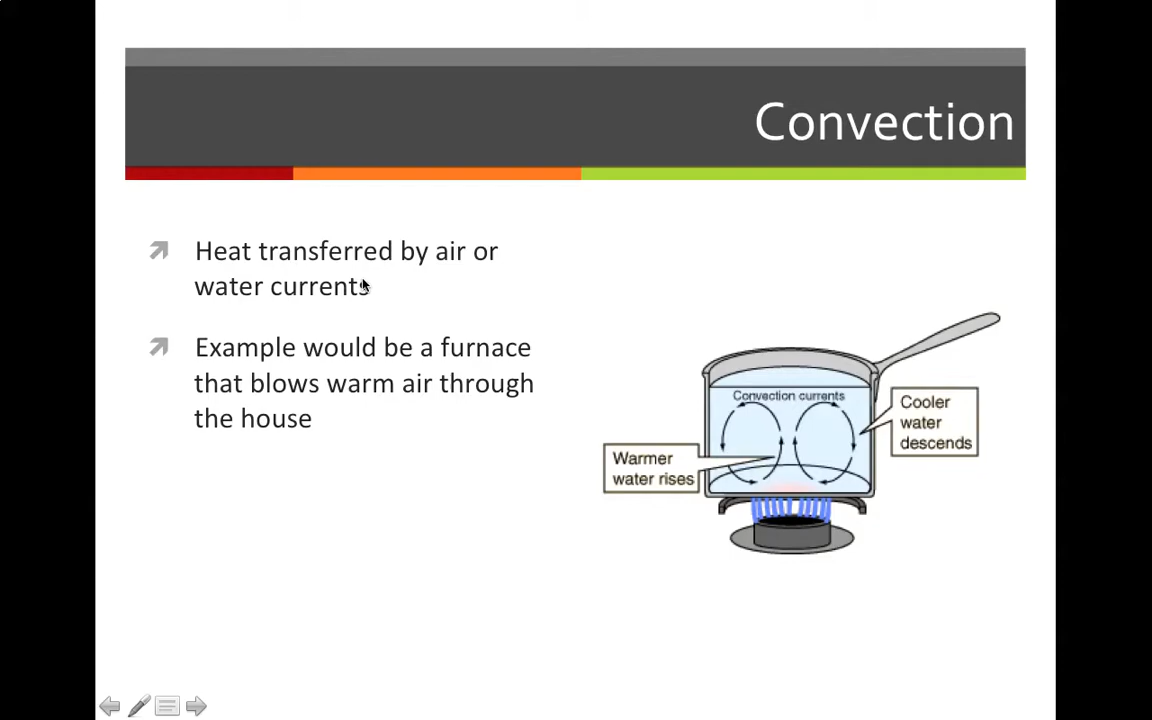 Convection
Heat transferred by air or
water currents
Example would be a furnace
that blows warm air through
the house
Convection currents
Cooler
water
descends
Warmer
water rises